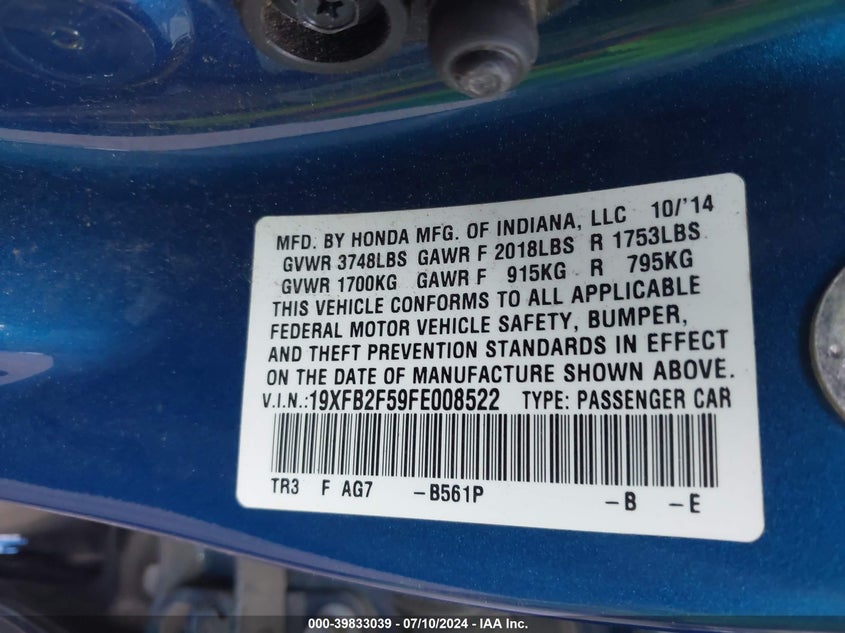 MFD. BY HONDA MFG. OF INDIANA, LLC 10/'14
GVWR 3748LBS GAWR F 2018LBS R 1753LBS
GVWR 1700KG GAWR F 915KG R 795KG
THIS VEHICLE CONFORMS TO ALL APPLICABLE
FEDERAL MOTOR VEHICLE SAFETY, BUMPER,
AND THEFT PREVENTION STANDARDS IN EFFECT
ON THE DATE OF MANUFACTURE SHOWN ABOVE.
V.I.N.:19XFB2F59FE008522 TYPE: PASSENGER CAR
TR3 F AG7 -B561P -B -E
000-39833039 - 07/10/2024 - IAA Inc.